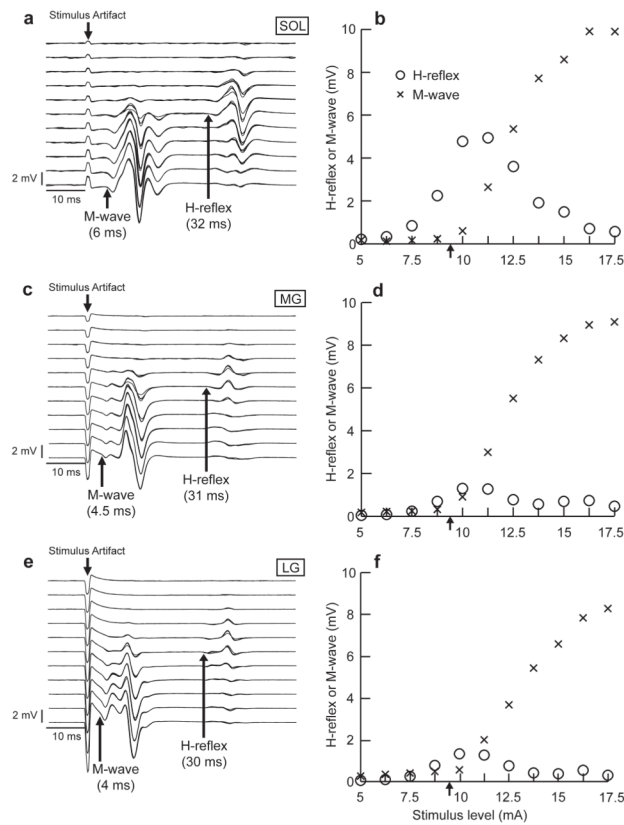 a
Stimulus Artifact
SOL
2 mV
10 ms
M-wave
(6 ms)
H-reflex
(32 ms)
b
H-reflex or M-wave (mV)
10
8
6
4
2
0
H-reflex
M-wave
5 7.5 10 12.5 15 17.5
c
Stimulus Artifact
MG
2 mV
10 ms
M-wave
(4.5 ms)
H-reflex
(31 ms)
d
H-reflex or M-wave (mV)
10
8
6
4
2
0
5 7.5 10 12.5 15 17.5
e
Stimulus Artifact
LG
2 mV
10 ms
M-wave
(4 ms)
H-reflex
(30 ms)
f
H-reflex or M-wave (mV)
10
8
6
4
2
0
5 7.5 10 12.5 15 17.5
Stimulus level (mA)